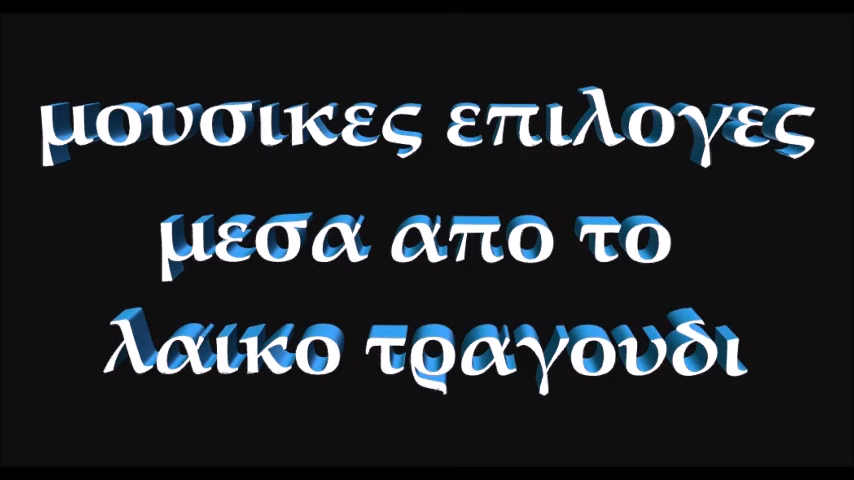 μουσικες επιλογες
μεσα απο το
λαικο τραγουδι